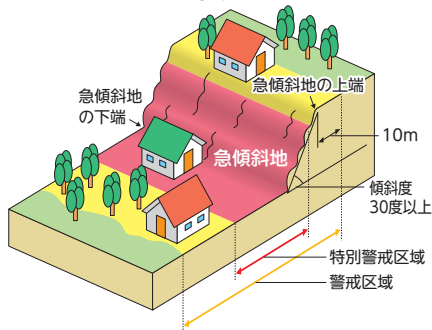 急傾斜地の上端
急傾斜地
の下端
10m
急傾斜地
傾斜度
30度以上
特別警戒区域
警戒区域